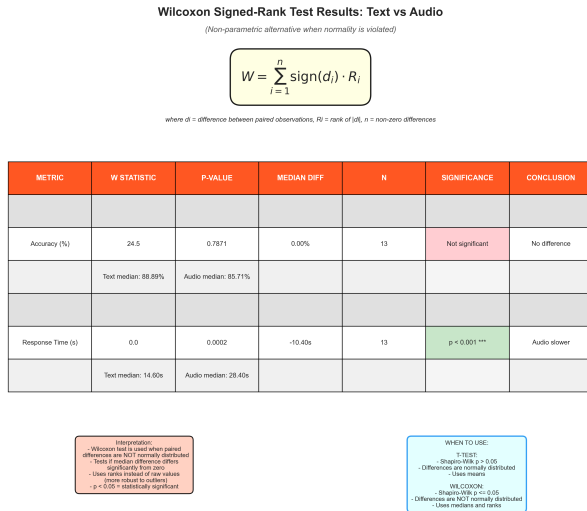 Wilcoxon Signed-Rank Test Results: Text vs Audio
(Non-parametric alternative when normality is violated)
W = \sum_{i=1}^{n} sign(d_i) · R_i
where di = difference between paired observations, Ri = rank of |di|, n = non-zero differences
METRIC W STATISTIC P-VALUE MEDIAN DIFF N SIGNIFICANCE CONCLUSION
Accuracy (%) 24.5 0.7871 0.00% 13 Not significant No difference
Text median: 88.89% Audio median: 85.71%
Response Time (s) 0.0 0.0002 -10.40s 13 p < 0.001 *** Audio slower
Text median: 14.60s Audio median: 28.40s
Interpretation:
- Wilcoxon test is used when paired
differences are NOT normally distributed
- Tests if median difference differs
significantly from zero
- Uses ranks instead of raw values
(more robust to outliers)
- p < 0.05 = statistically significant
WHEN TO USE:
T-TEST:
- Shapiro-Wilk p > 0.05
- Differences are normally distributed
- Uses means
WILCOXON:
- Shapiro-Wilk p <= 0.05
- Differences are NOT normally distributed
- Uses medians and ranks